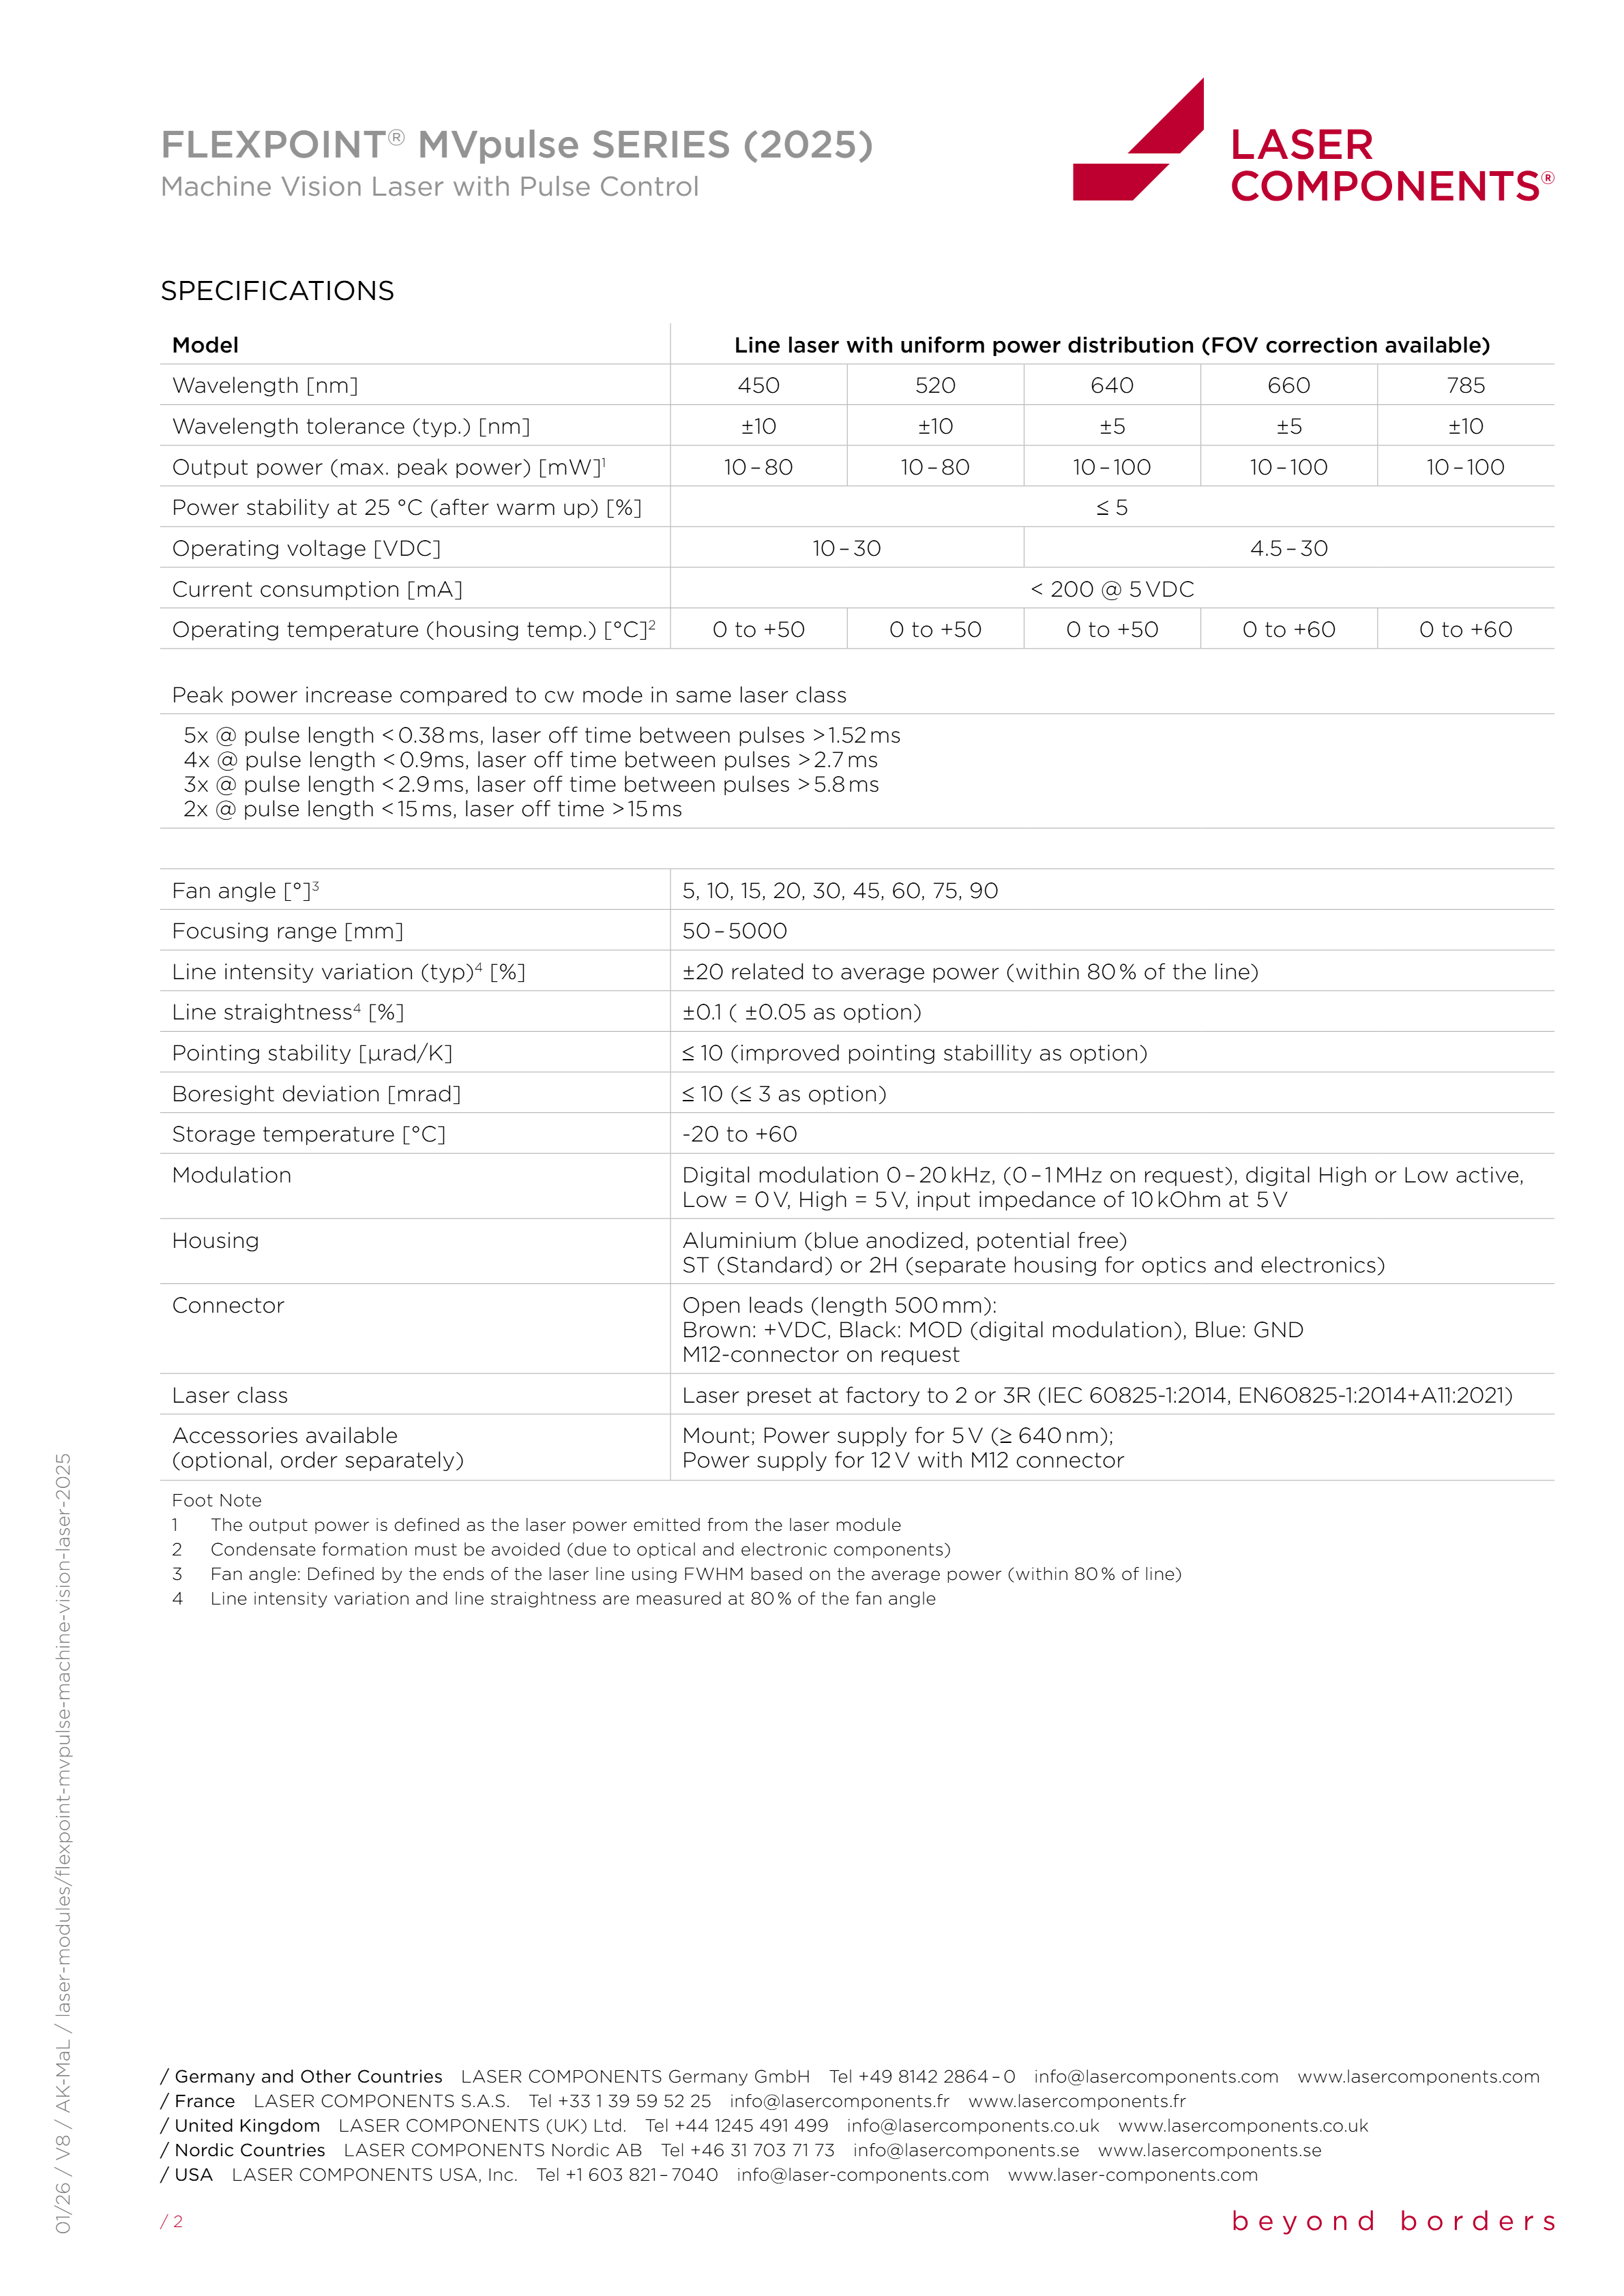 FLEXPOINT® MVpulse SERIES (2025)
Machine Vision Laser with Pulse Control
LASER
COMPONENTS®
SPECIFICATIONS
Model Line laser with uniform power distribution (FOV correction available)
Wavelength [nm] 450 520 640 660 785
Wavelength tolerance (typ.) [nm] ±10 ±10 ±5 ±5 ±10
Output power (max. peak power) [mW]¹ 10–80 10–80 10–100 10–100 10–100
Power stability at 25 °C (after warm up) [%] ≤ 5
Operating voltage [VDC] 10–30 4.5–30
Current consumption [mA] < 200 @ 5 VDC
Operating temperature (housing temp.) [°C]² 0 to +50 0 to +50 0 to +50 0 to +60 0 to +60
Peak power increase compared to cw mode in same laser class
5x @ pulse length <0.38 ms, laser off time between pulses >1.52 ms
4x @ pulse length <0.9ms, laser off time between pulses >2.7 ms
3x @ pulse length <2.9 ms, laser off time between pulses >5.8 ms
2x @ pulse length <15 ms, laser off time >15 ms
Fan angle [°]³ 5, 10, 15, 20, 30, 45, 60, 75, 90
Focusing range [mm] 50–5000
Line intensity variation (typ)⁴ [%] ±20 related to average power (within 80 % of the line)
Line straightness⁴ [%] ±0.1 ( ±0.05 as option)
Pointing stability [µrad/K] ≤ 10 (improved pointing stabillity as option)
Boresight deviation [mrad] ≤ 10 (≤ 3 as option)
Storage temperature [°C] -20 to +60
Modulation Digital modulation 0–20 kHz, (0–1 MHz on request), digital High or Low active,
Low = 0 V, High = 5 V, input impedance of 10 kOhm at 5 V
Housing Aluminium (blue anodized, potential free)
ST (Standard) or 2H (separate housing for optics and electronics)
Connector Open leads (length 500 mm):
Brown: +VDC, Black: MOD (digital modulation), Blue: GND
M12-connector on request
Laser class Laser preset at factory to 2 or 3R (IEC 60825-1:2014, EN60825-1:2014+A11:2021)
Accessories available Mount; Power supply for 5 V (≥ 640 nm);
(optional, order separately) Power supply for 12 V with M12 connector
Foot Note
1 The output power is defined as the laser power emitted from the laser module
2 Condensate formation must be avoided (due to optical and electronic components)
3 Fan angle: Defined by the ends of the laser line using FWHM based on the average power (within 80 % of line)
4 Line intensity variation and line straightness are measured at 80 % of the fan angle
01/26 / V8 / AK-MaL / laser-modules/flexpoint-mvpulse-machine-vision-laser-2025
/ Germany and Other Countries LASER COMPONENTS Germany GmbH Tel +49 8142 2864–0 info@lasercomponents.com www.lasercomponents.com
/ France LASER COMPONENTS S.A.S. Tel +33 1 39 59 52 25 info@lasercomponents.fr www.lasercomponents.fr
/ United Kingdom LASER COMPONENTS (UK) Ltd. Tel +44 1245 491 499 info@lasercomponents.co.uk www.lasercomponents.co.uk
/ Nordic Countries LASER COMPONENTS Nordic AB Tel +46 31 703 71 73 info@lasercomponents.se www.lasercomponents.se
/ USA LASER COMPONENTS USA, Inc. Tel +1 603 821–7040 info@laser-components.com www.laser-components.com
/ 2
beyond borders